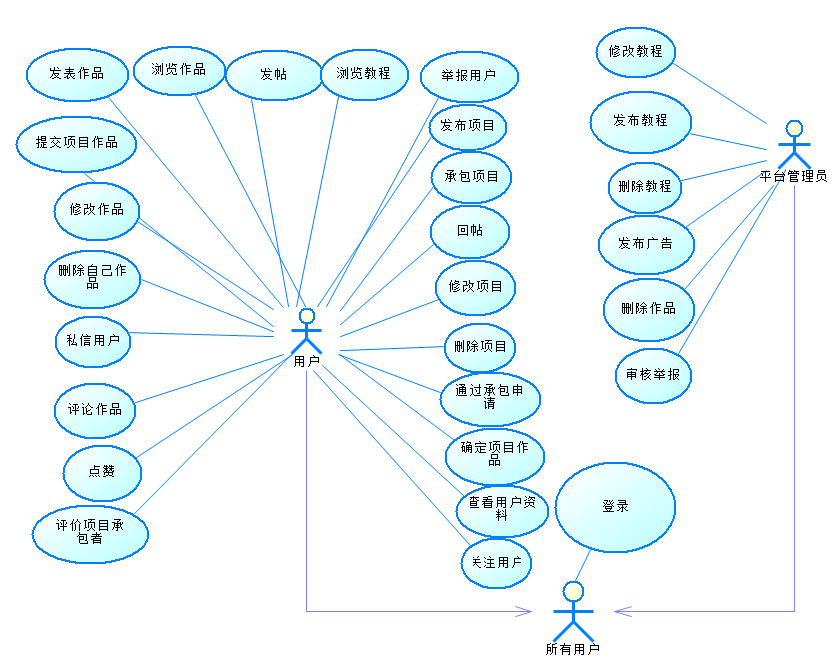 发表作品
浏览作品
发帖
浏览教程
举报用户
修改教程
提交项目作品
发布项目
发布教程
修改作品
承包项目
删除教程
平台管理员
删除自己作
品
回帖
发布广告
私信用户
修改项目
删除作品
用户
删除项目
审核举报
评论作品
通过承包申
请
点赞
确定项目作
品
评价项目承
包者
查看用户资
料
登录
关注用户
所有用户